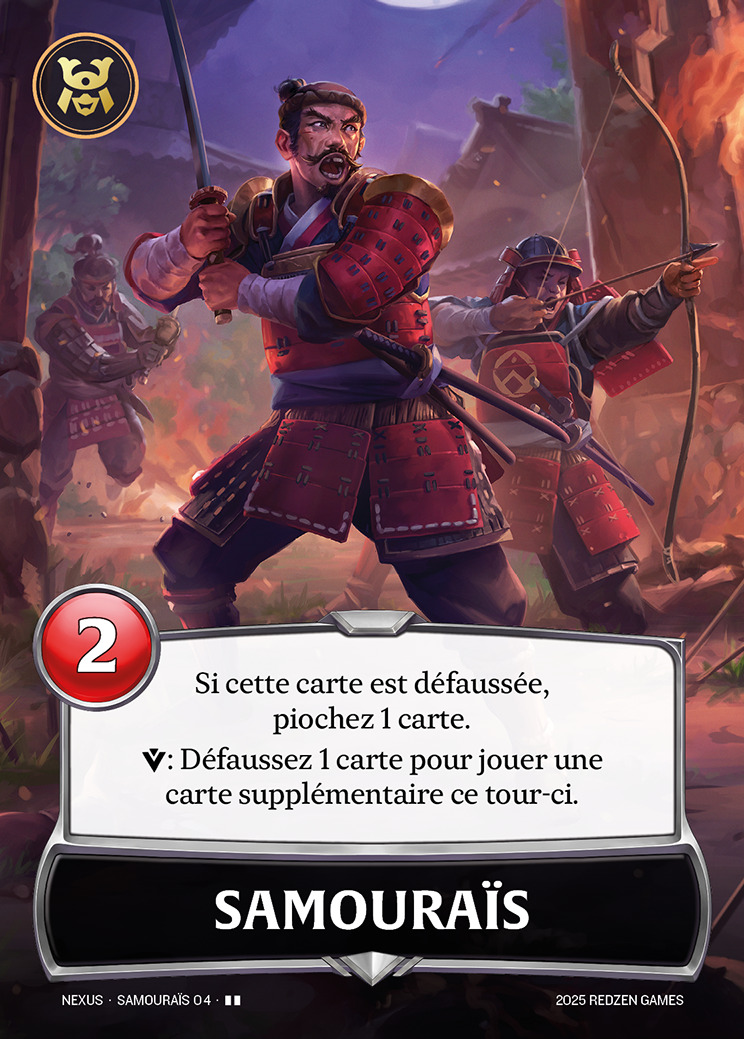 2
Si cette carte est défaussée,
piochez 1 carte.
: Défaussez 1 carte pour jouer une
carte supplémentaire ce tour-ci.
SAMOURAÏS
NEXUS · SAMOURAÏS 04 ·
2025 REDZEN GAMES